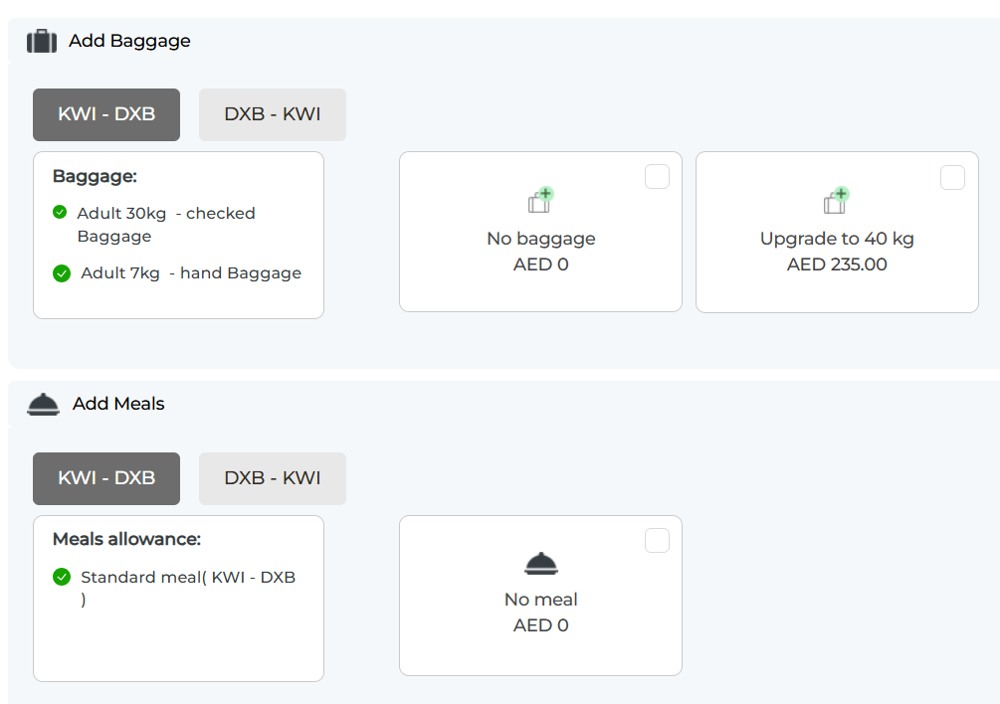 Add Baggage
KWI - DXB
DXB - KWI
Baggage:
Adult 30kg - checked
Baggage
Adult 7kg - hand Baggage
No baggage
AED 0
Upgrade to 40 kg
AED 235.00
Add Meals
KWI - DXB
DXB - KWI
Meals allowance:
Standard meal( KWI - DXB
)
No meal
AED 0